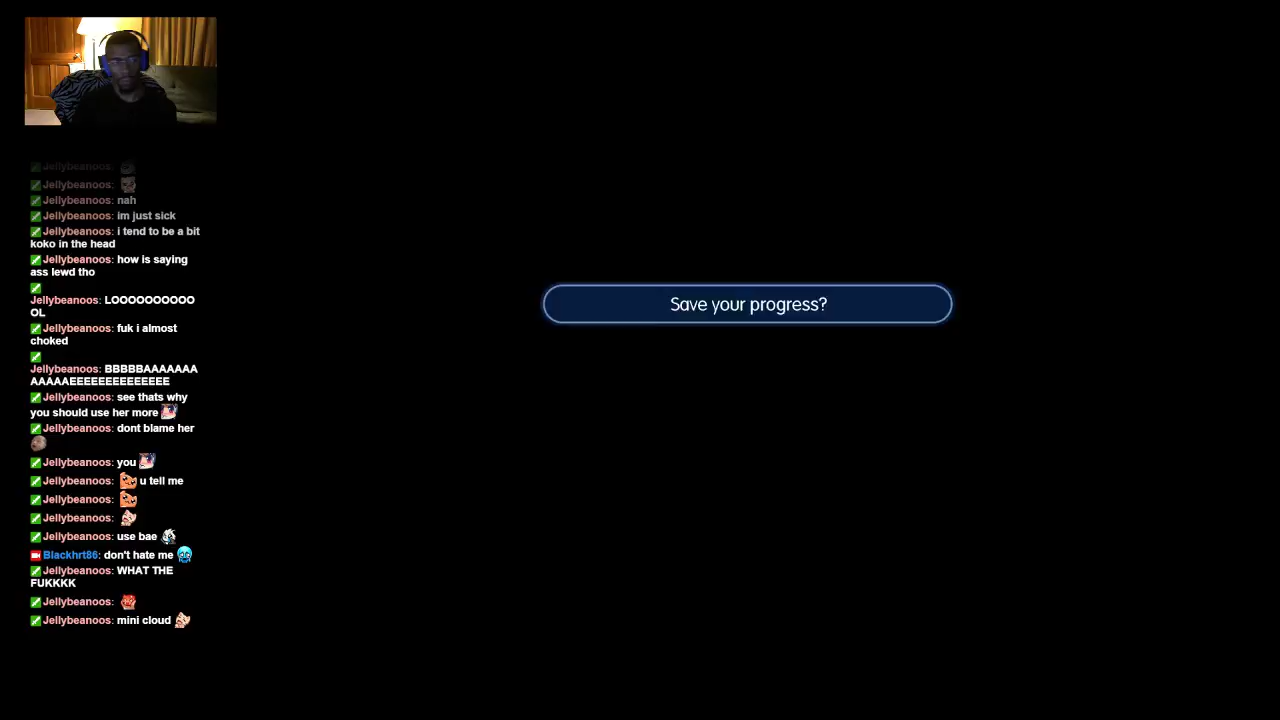 Jellybeanoos:
Jellybeanoos:
Jellybeanoos: nah
Jellybeanoos: im just sick
Jellybeanoos: i tend to be a bit
koko in the head
Jellybeanoos: how is saying
ass lewd tho
Jellybeanoos: LOOOOOOOOOO
OL
Jellybeanoos: fuk i almost
choked
Jellybeanoos: BBBBBAAAAAAA
AAAAAEEEEEEEEEEEEEE
Jellybeanoos: see thats why
you should use her more
Jellybeanoos: dont blame her
Jellybeanoos: you
Jellybeanoos: u tell me
Jellybeanoos:
Jellybeanoos:
Jellybeanoos: use bae
Blackhrt86: don't hate me
Jellybeanoos: WHAT THE
FUKKKK
Jellybeanoos:
Jellybeanoos: mini cloud
Save your progress?